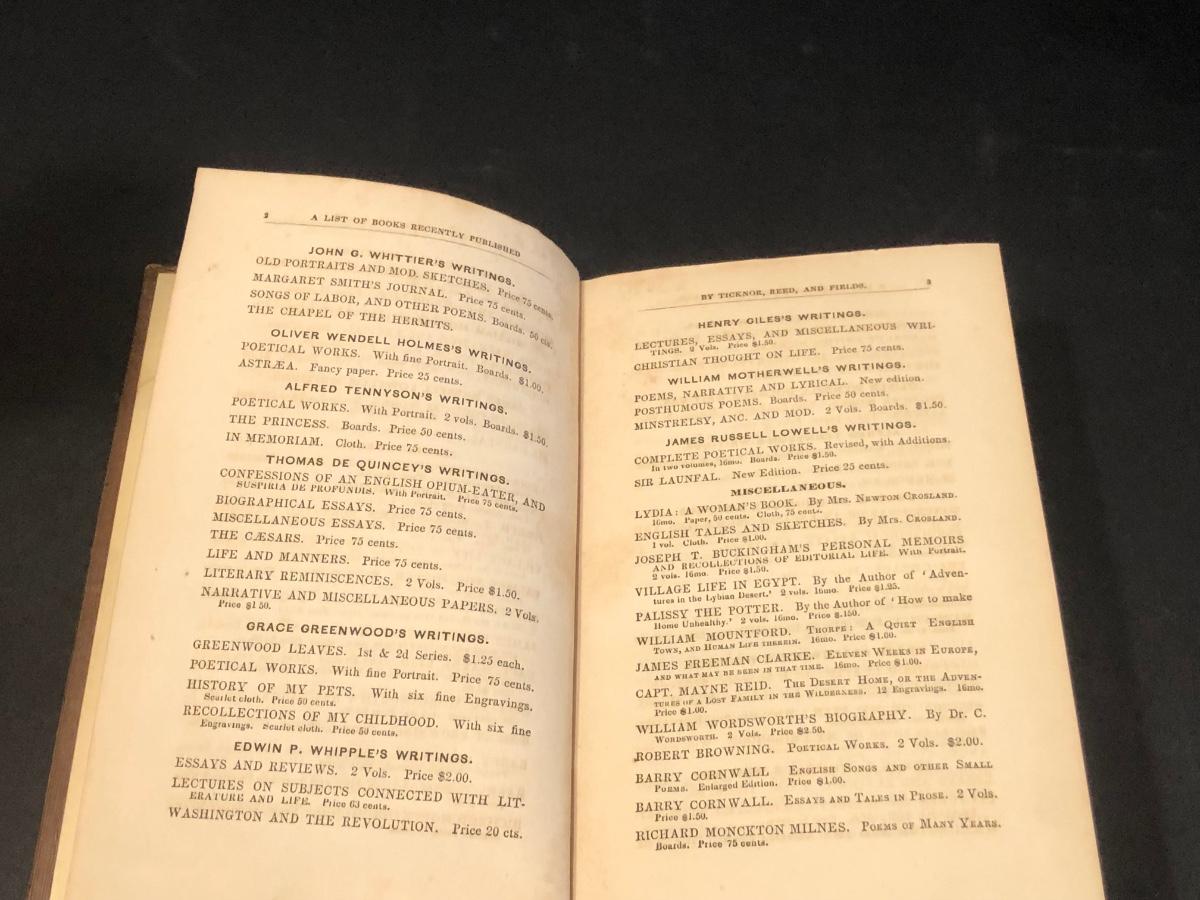 2 A LIST OF BOOKS RECENTLY PUBLISHED
JOHN G. WHITTIER'S WRITINGS.
OLD PORTRAITS AND MOD. SKETCHES. Price 75 cents.
MARGARET SMITH'S JOURNAL. Price 75 cents.
SONGS OF LABOR, AND OTHER POEMS. Boards. 50 cts.
THE CHAPEL OF THE HERMITS.
OLIVER WENDELL HOLMES'S WRITINGS.
POETICAL WORKS. With fine Portrait. Boards. $1.00.
ASTRÆA. Fancy paper. Price 25 cents.
ALFRED TENNYSON'S WRITINGS.
POETICAL WORKS. With Portrait. 2 vols. Boards. $1.50.
THE PRINCESS. Boards. Price 50 cents.
IN MEMORIAM. Cloth. Price 75 cents.
THOMAS DE QUINCEY'S WRITINGS.
CONFESSIONS OF AN ENGLISH OPIUM-EATER, AND
SUSPIRIA DE PROFUNDIS. With Portrait. Price 75 cents.
BIOGRAPHICAL ESSAYS. Price 75 cents.
MISCELLANEOUS ESSAYS. Price 75 cents.
THE CÆSARS. Price 75 cents.
LIFE AND MANNERS. Price 75 cents.
LITERARY REMINISCENCES. 2 Vols. Price $1.50.
NARRATIVE AND MISCELLANEOUS PAPERS. 2 Vols.
Price $1 50.
GRACE GREENWOOD'S WRITINGS.
GREENWOOD LEAVES. 1st & 2d Series. $1.25 each.
POETICAL WORKS. With fine Portrait. Price 75 cents.
HISTORY OF MY PETS. With six fine Engravings.
Scarlet cloth. Price 50 cents.
RECOLLECTIONS OF MY CHILDHOOD. With six fine
Engravings. Scarlet cloth. Price 50 cents.
EDWIN P. WHIPPLE'S WRITINGS.
ESSAYS AND REVIEWS. 2 Vols. Price $2.00.
LECTURES ON SUBJECTS CONNECTED WITH LIT-
ERATURE AND LIFE. Price 63 cents.
WASHINGTON AND THE REVOLUTION. Price 20 cts.
BY TICKNOR, REED, AND FIELDS. 3
HENRY GILES'S WRITINGS.
LECTURES, ESSAYS, AND MISCELLANEOUS WRI-
TINGS. 2 Vols. Price $1.50.
CHRISTIAN THOUGHT ON LIFE. Price 75 cents.
WILLIAM MOTHERWELL'S WRITINGS.
POEMS, NARRATIVE AND LYRICAL. New edition.
POSTHUMOUS POEMS. Boards. Price 50 cents.
MINSTRELSY, ANC. AND MOD. 2 Vols. Boards. $1.50.
JAMES RUSSELL LOWELL'S WRITINGS.
COMPLETE POETICAL WORKS. Revised, with Additions.
In two volumes, 16mo. Boards. Price $1.50.
SIR LAUNFAL. New Edition. Price 25 cents.
MISCELLANEOUS.
LYDIA: A WOMAN'S BOOK. By Mrs. Newton Crosland.
16mo. Paper, 50 cents. Cloth, 75 cents.
ENGLISH TALES AND SKETCHES. By Mrs. Crosland.
1 vol. Cloth. Price $1.00.
JOSEPH T. BUCKINGHAM'S PERSONAL MEMOIRS
AND RECOLLECTIONS OF EDITORIAL LIFE. With Portrait.
2 vols. 16mo. Price $1.50.
VILLAGE LIFE IN EGYPT. By the Author of 'Adven-
tures in the Lybian Desert.' 2 vols. 16mo. Price $1.25.
PALISSY THE POTTER. By the Author of 'How to make
Home Unhealthy.' 2 vols. 16mo. Price $.150.
WILLIAM MOUNTFORD. Thorpe: A Quiet English
Town, and Human Life therein. 16mo. Price $1.00.
JAMES FREEMAN CLARKE. Eleven Weeks in Europe,
and what may be seen in that time. 16mo. Price $1.00.
CAPT. MAYNE REID. The Desert Home, or the Adven-
tures of a Lost Family in the Wilderness. 12 Engravings. 16mo.
Price $1.00.
WILLIAM WORDSWORTH'S BIOGRAPHY. By Dr. C.
Wordsworth. 2 Vols. Price $2.50.
ROBERT BROWNING. Poetical Works. 2 Vols. $2.00.
BARRY CORNWALL English Songs and other Small
Poems. Enlarged Edition. Price $1.00.
BARRY CORNWALL. Essays and Tales in Prose. 2 Vols.
Price $1.50.
RICHARD MONCKTON MILNES. Poems of Many Years.
Boards. Price 75 cents.